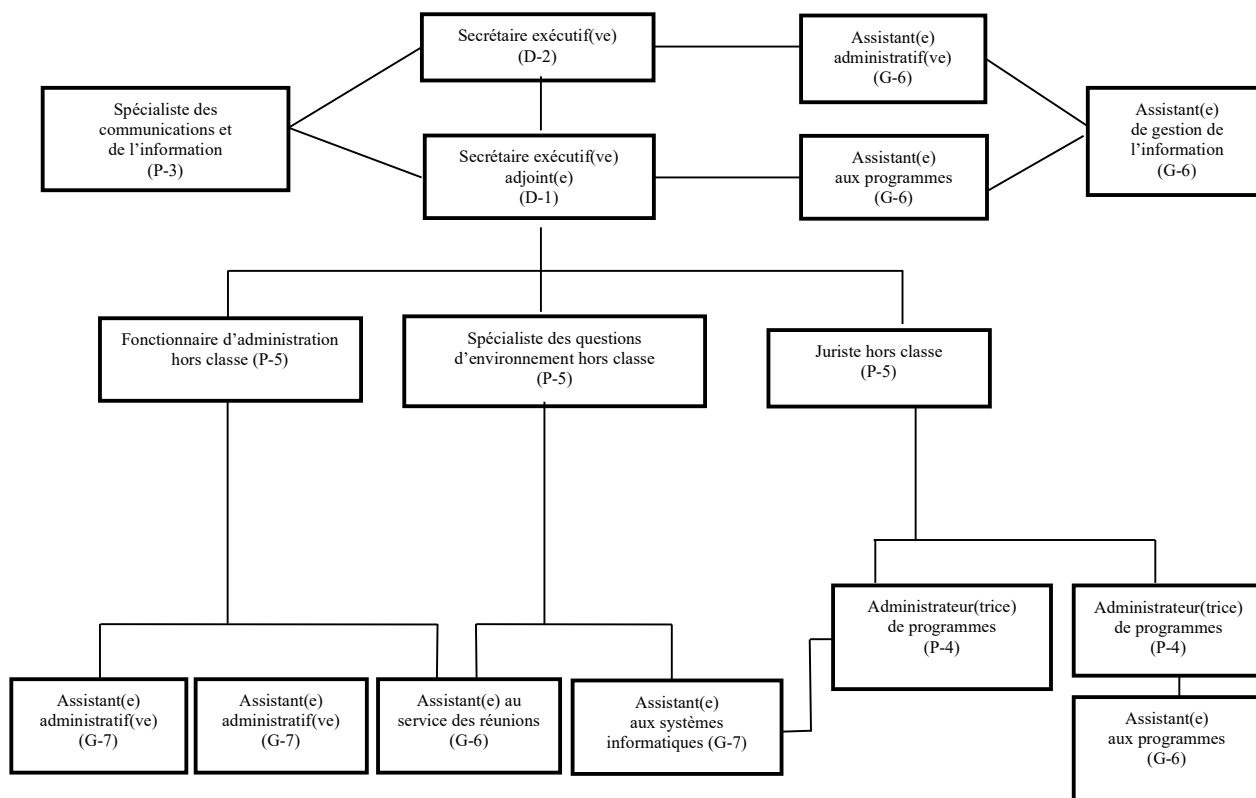 Secrétaire exécutif(ve)
(D-2)
Assistant(e)
administratif(ve)
(G-6)
Spécialiste des
communications et
de l’information
(P-3)
Assistant(e)
de gestion de
l’information
(G-6)
Secrétaire exécutif(ve)
adjoint(e)
(D-1)
Assistant(e)
aux programmes
(G-6)
Fonctionnaire d’administration
hors classe (P-5)
Spécialiste des questions
d’environnement hors classe
(P-5)
Juriste hors classe
(P-5)
Administrateur(trice)
de programmes
(P-4)
Administrateur(trice)
de programmes
(P-4)
Assistant(e)
administratif(ve)
(G-7)
Assistant(e)
administratif(ve)
(G-7)
Assistant(e) au
service des réunions
(G-6)
Assistant(e)
aux systèmes
informatiques (G-7)
Assistant(e)
aux programmes
(G-6)